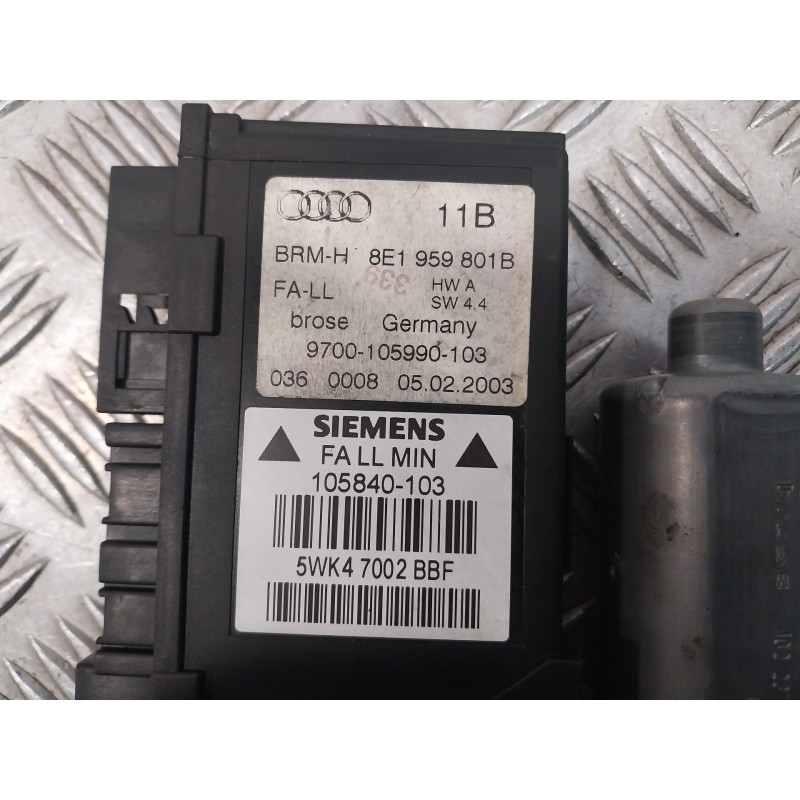 11B
BRM-H 8E1 959 801B
339
FA-LL HW A
SW 4.4
brose Germany
9700-105990-103
036 0008 05.02.2003
SIEMENS
FA LL MIN
105840-103
5WK4 7002 BBF
102